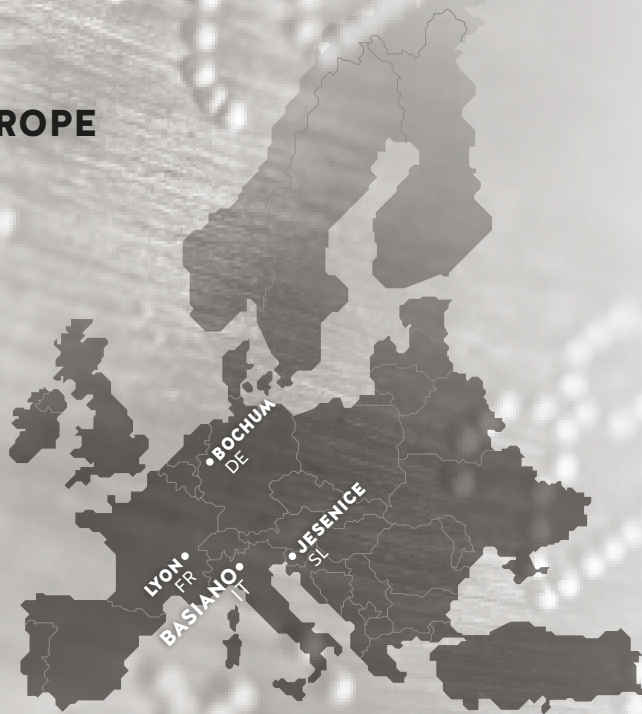 ROPE
BOCHUM
DE
JESENICE
SL
LYON
FR
BASIANO
IT